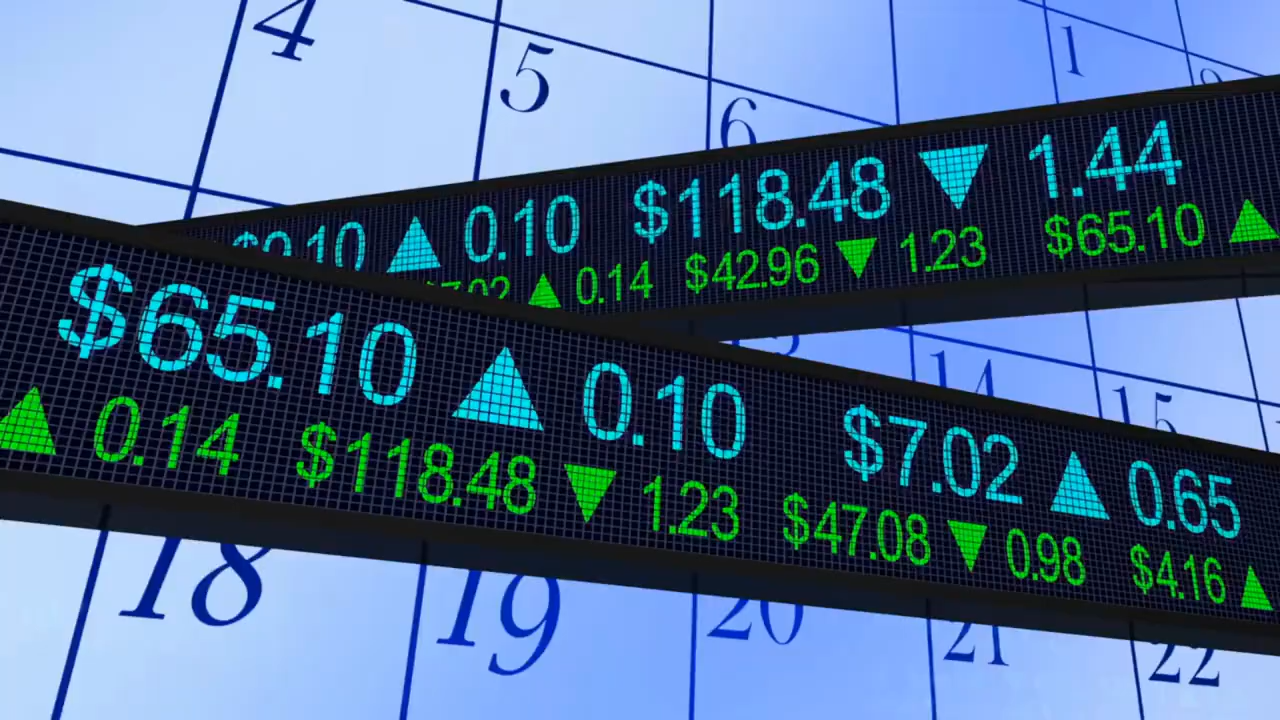 4
5
6
1
0.10 ▲ 0.10 $118.48 ▼ 1.44
▲ 0.14 $42.96 ▼ 1.23 $65.10 ▲
$65.10 ▲ 0.10 $7.02 ▲ 0.65
▲ 0.14 $118.48 ▼ 1.23 $47.08 ▼ 0.98 $4.16 ▲
14
15
18
19
20
21
22